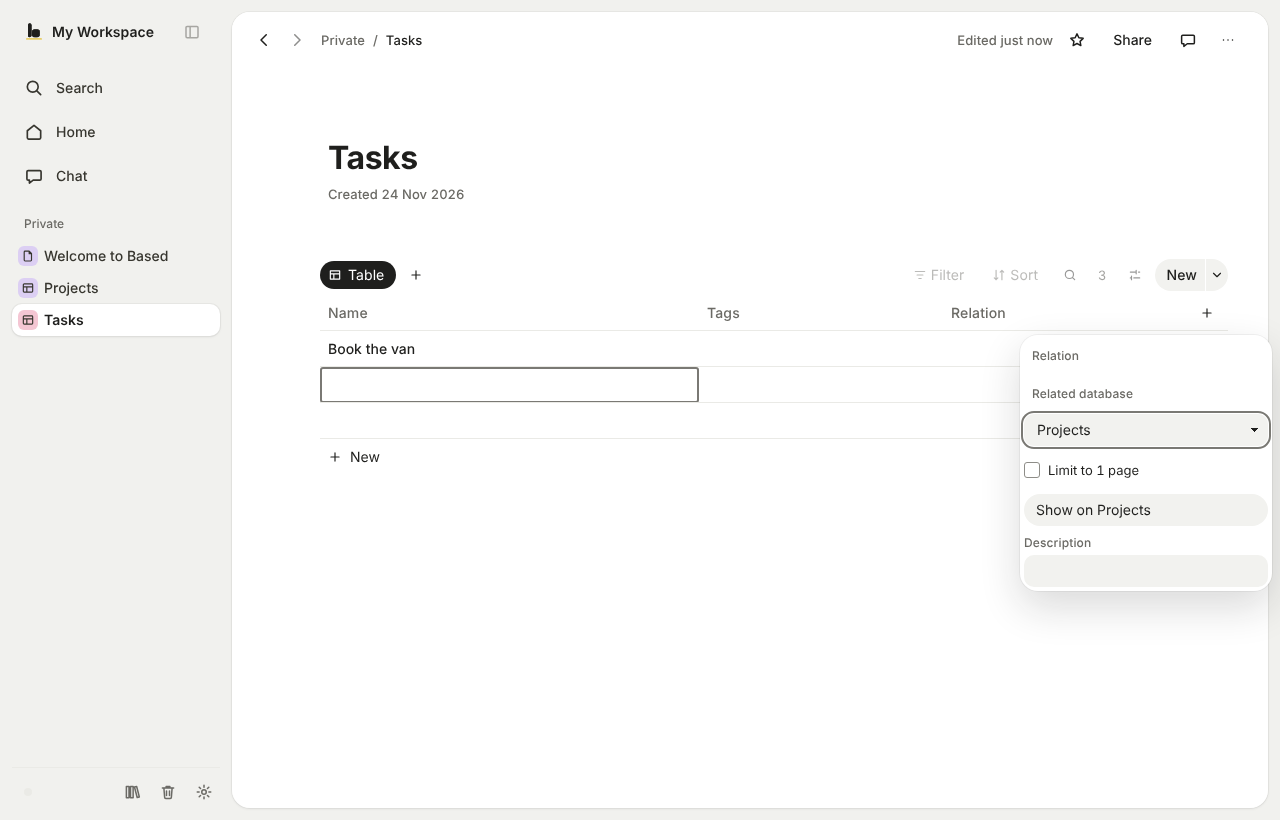 My Workspace
Search
Home
Chat
Private
Welcome to Based
Projects
Tasks
Private / Tasks
Edited just now
Share
Tasks
Created 24 Nov 2026
Table
Filter
Sort
3
New
Name
Tags
Relation
Book the van
New
Relation
Related database
Projects
Limit to 1 page
Show on Projects
Description